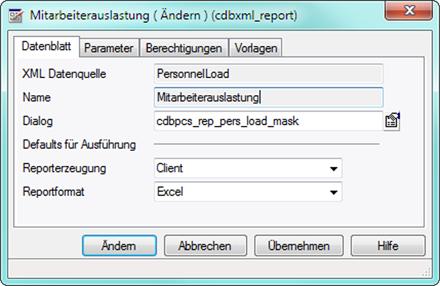 Mitarbeiterauslastung ( Ändern ) (cdbxml_report)
Datenblatt Parameter Berechtigungen Vorlagen
XML Datenquelle PersonnelLoad
Name Mitarbeiterauslastung
Dialog cdbpcs_rep_pers_load_mask
Defaults für Ausführung
Reporterzeugung Client
Reportformat Excel
Ändern Abbrechen Übernehmen Hilfe